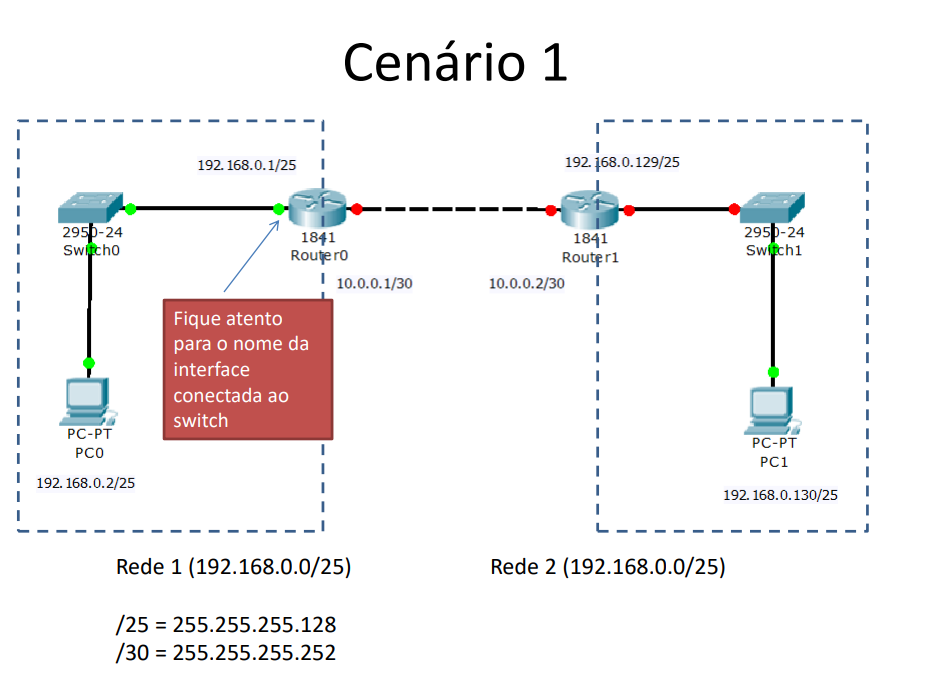 Cenário 1
192.168.0.1/25
192.168.0.129/25
2950-24
Switch0
1841
Router0
1841
Router1
2950-24
Switch1
10.0.0.1/30
10.0.0.2/30
Fique atento
para o nome da
interface
conectada ao
switch
PC-PT
PC0
192.168.0.2/25
PC-PT
PC1
192.168.0.130/25
Rede 1 (192.168.0.0/25)
Rede 2 (192.168.0.0/25)
/25 = 255.255.255.128
/30 = 255.255.255.252